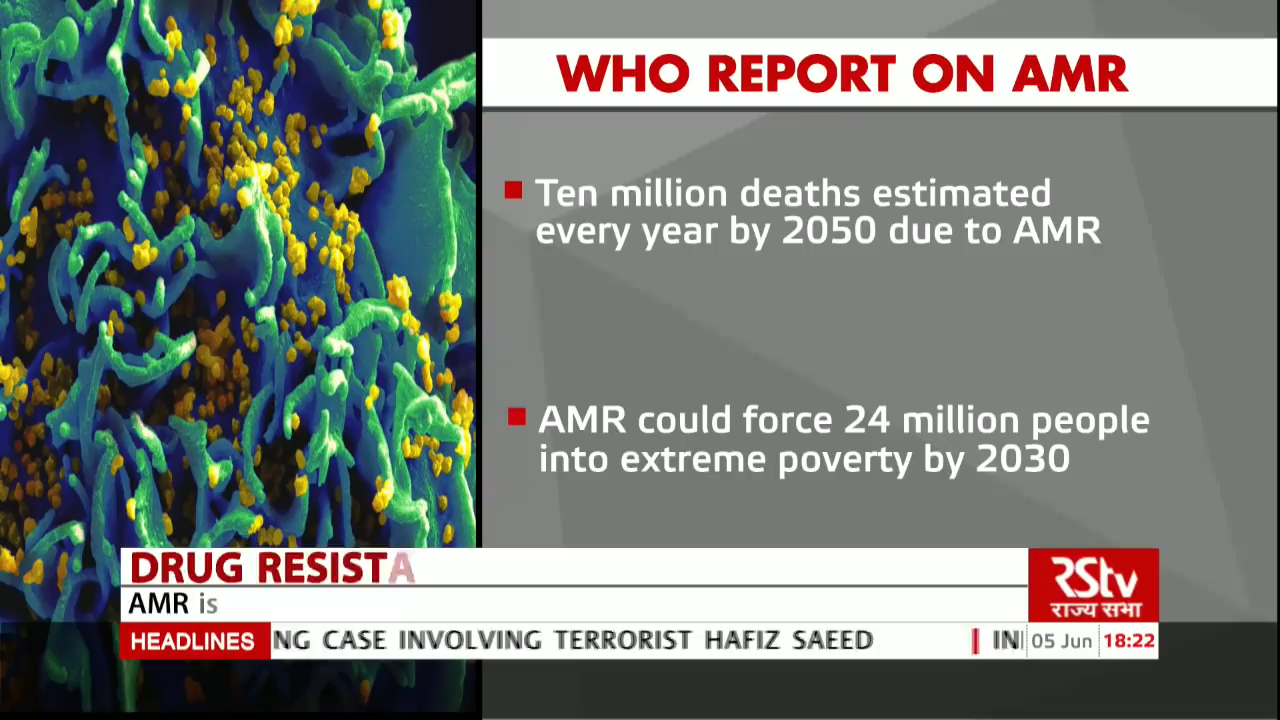 WHO REPORT ON AMR
Ten million deaths estimated
every year by 2050 due to AMR
AMR could force 24 million people
into extreme poverty by 2030
DRUG RESISTA
AMR is
RStv
राज्य सभा
HEADLINES NG CASE INVOLVING TERRORIST HAFIZ SAEED | IN 05 Jun 18:22